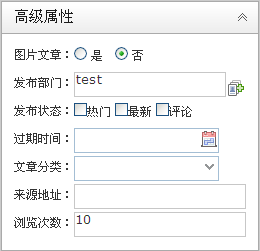 高级属性
图片文章： 是 否
发布部门： test
发布状态： 热门 最新 评论
过期时间：
文章分类：
来源地址：
浏览次数： 10